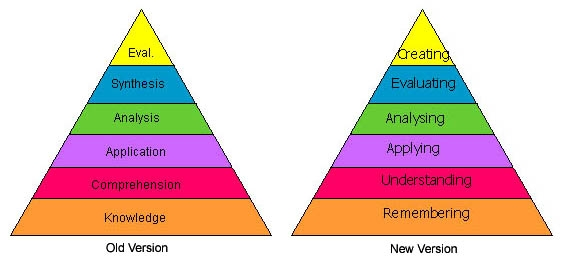 Eval.
Synthesis
Analysis
Application
Comprehension
Knowledge
Old Version
Creating
Evaluating
Analysing
Applying
Understanding
Remembering
New Version